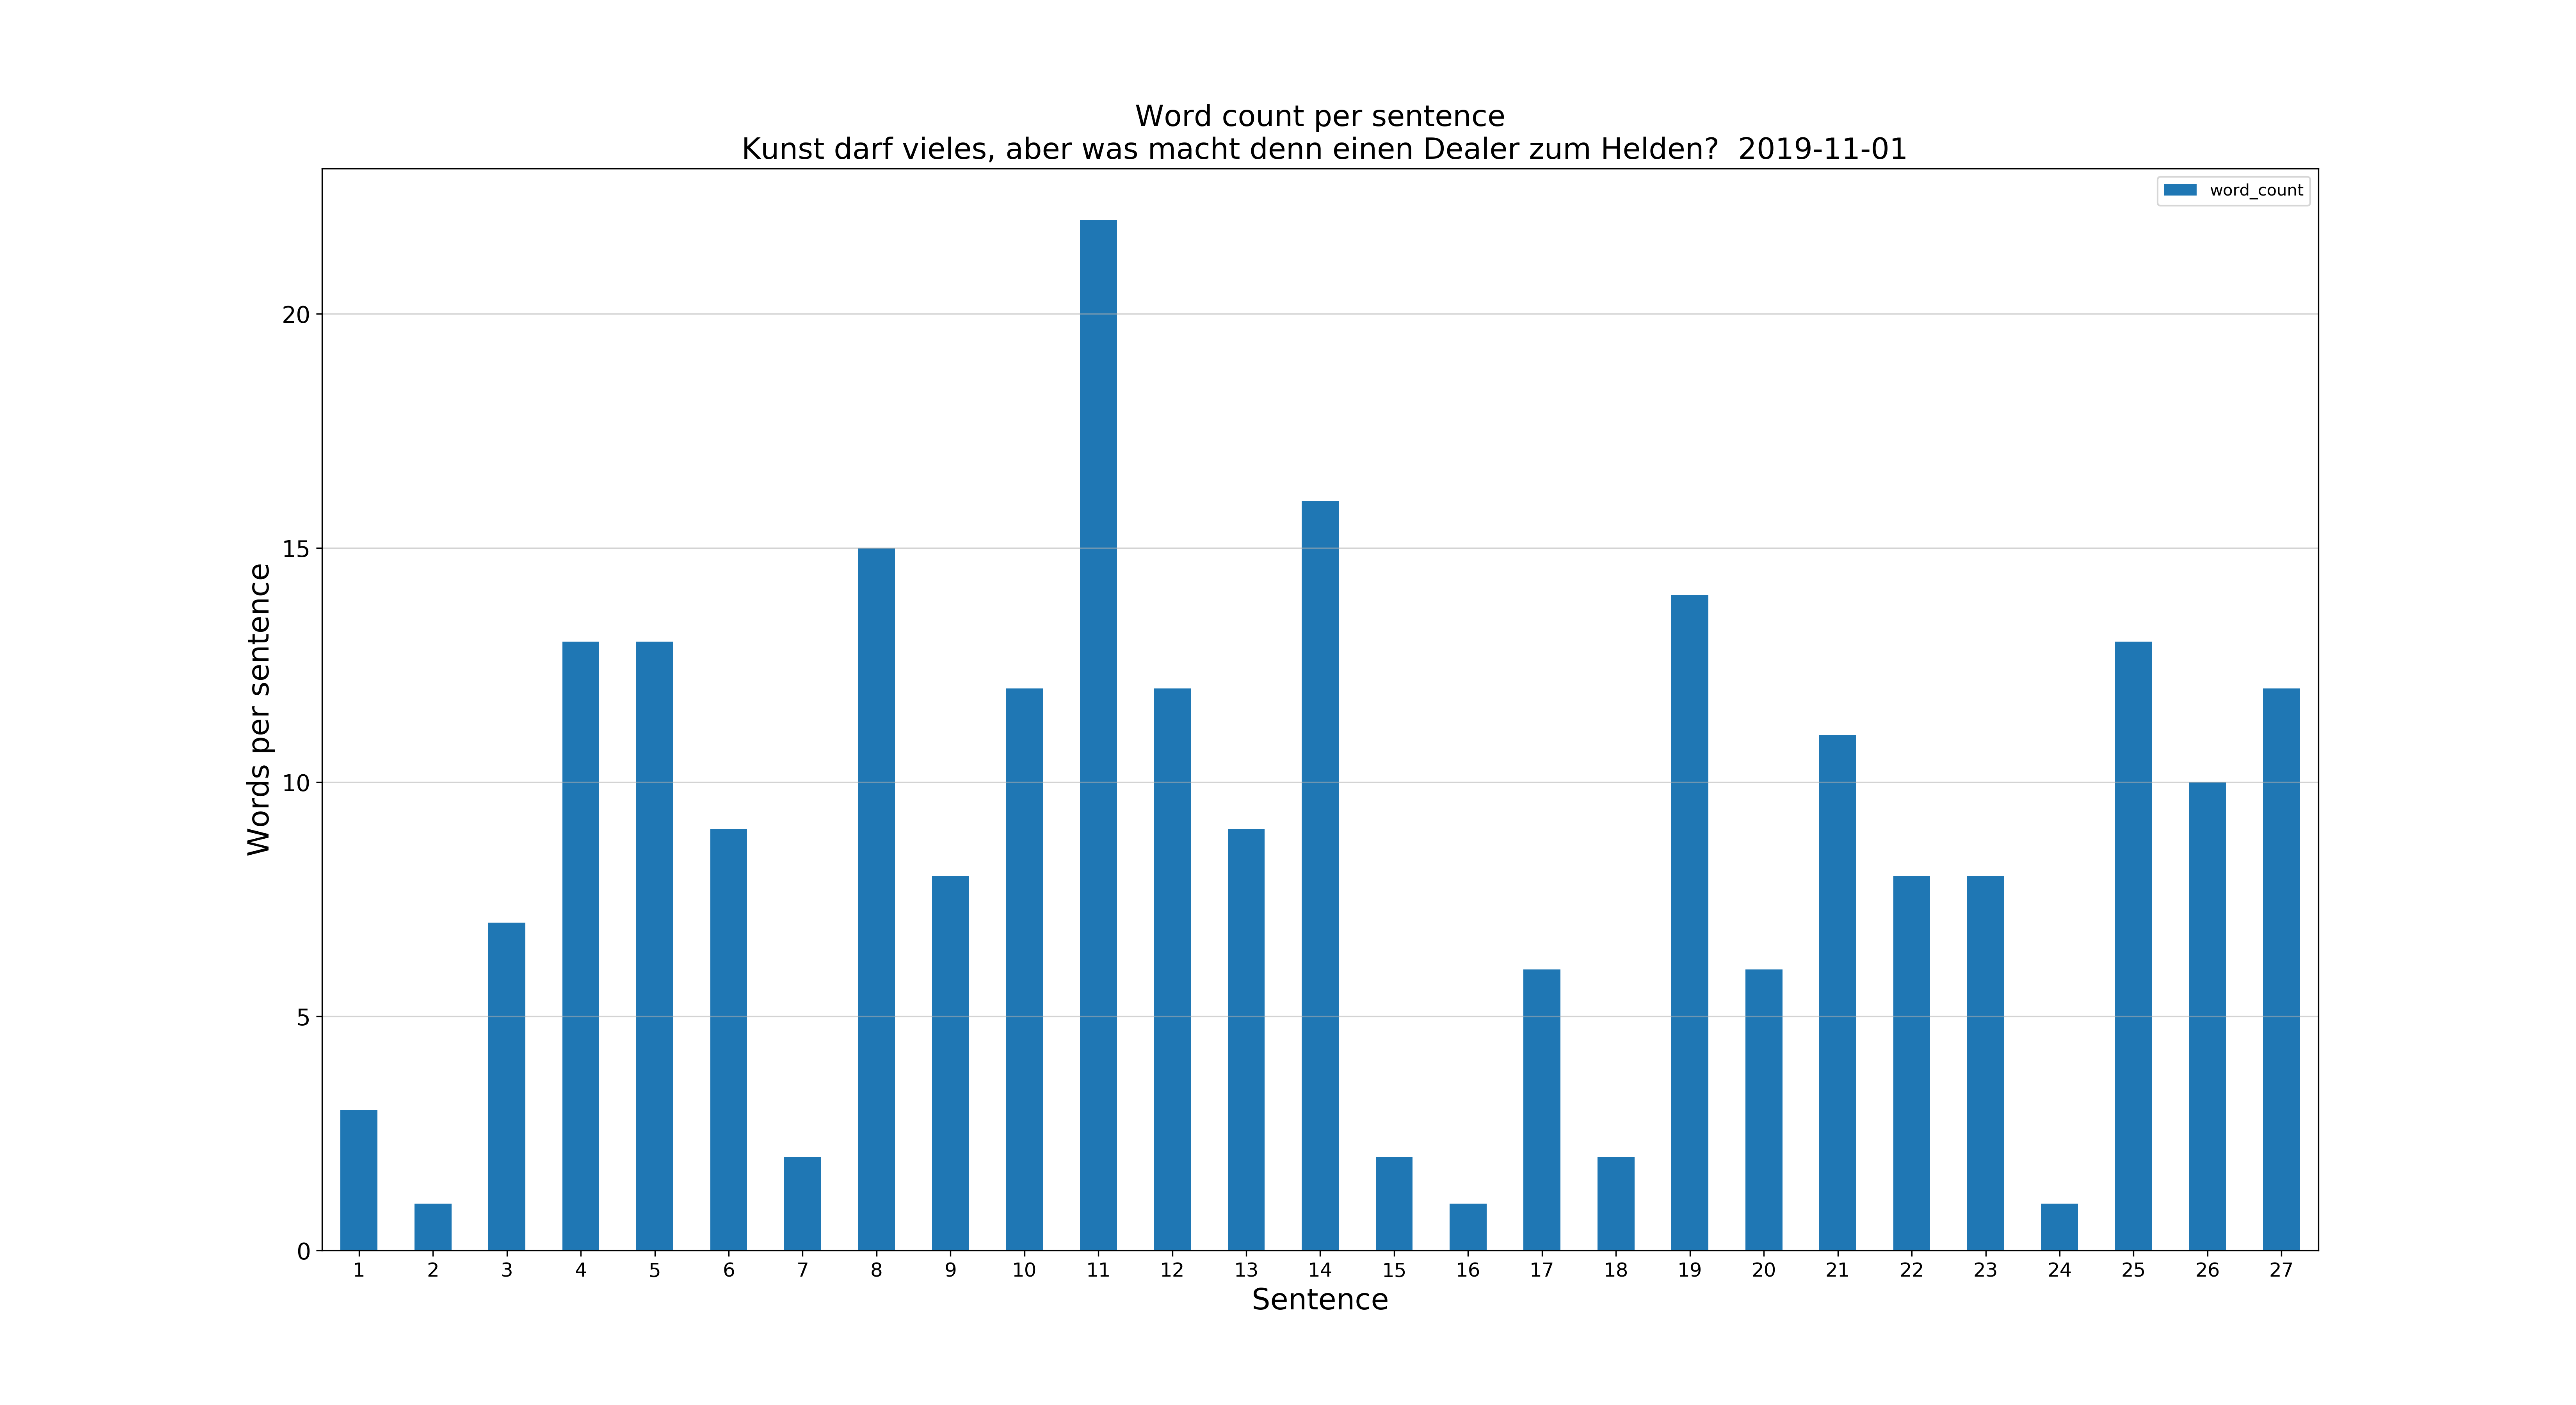 Word count per sentence
Kunst darf vieles, aber was macht denn einen Dealer zum Helden?  2019-11-01
word_count
20
15
10
5
0
Words per sentence
1 2 3 4 5 6 7 8 9 10 11 12 13 14 15 16 17 18 19 20 21 22 23 24 25 26 27
Sentence